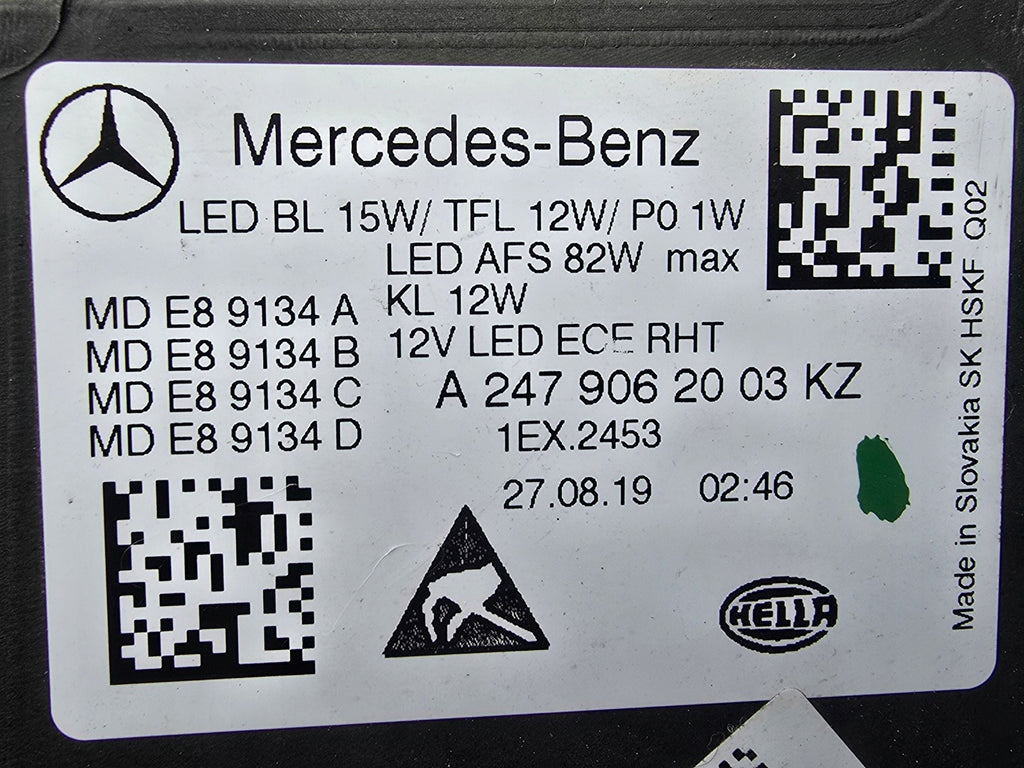 Mercedes-Benz
LED BL 15W/ TFL 12W/ P0 1W
LED AFS 82W max
KL 12W
12V LED ECE RHT
MD E8 9134 A
MD E8 9134 B
MD E8 9134 C
MD E8 9134 D
A 247 906 20 03 KZ
1EX.2453
27.08.19 02:46
HELLA
Made in Slovakia SK HSKF Q02